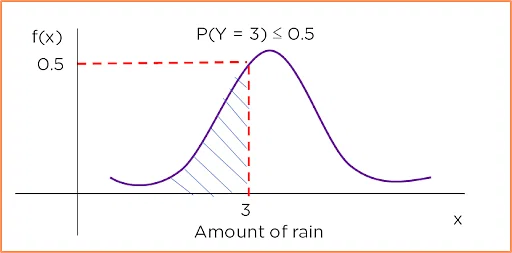 f(x)
P(Y = 3) ≤ 0.5
0.5
3
x
Amount of rain